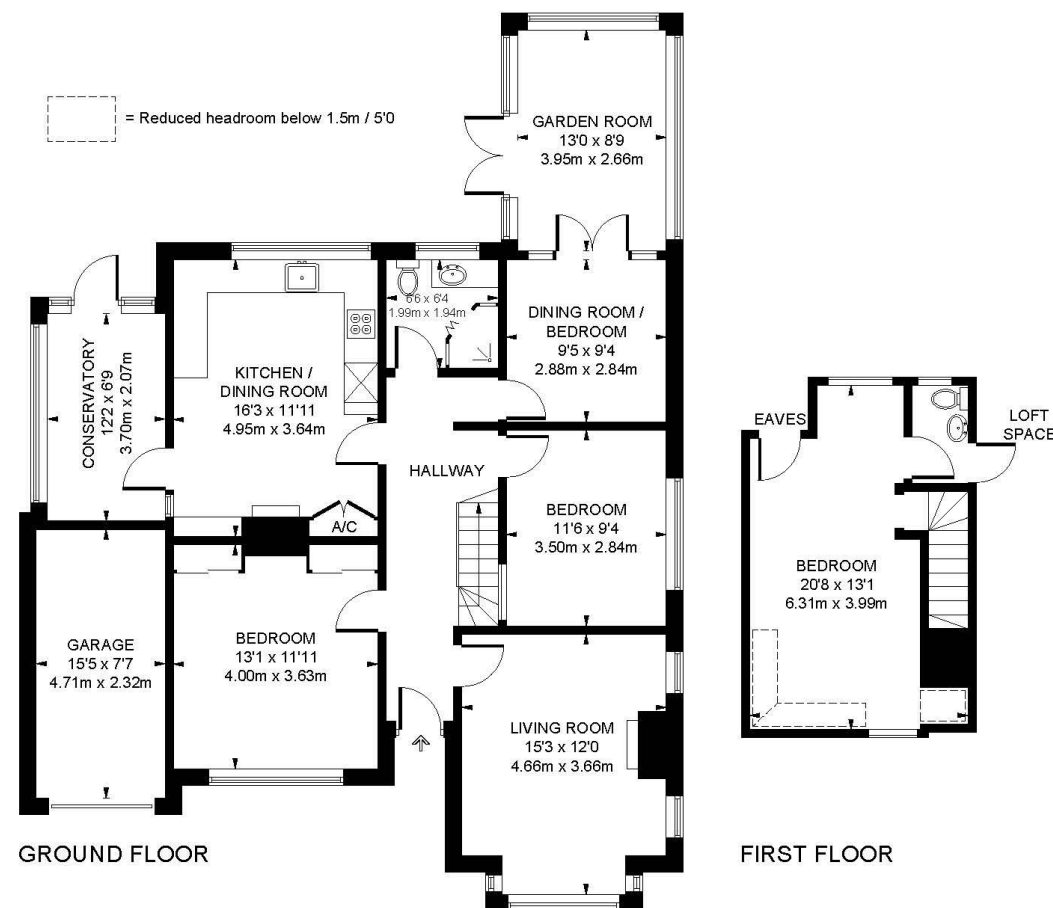 = Reduced headroom below 1.5m / 5'0
GARDEN ROOM
13'0 x 8'9
3.95m x 2.66m
6'6 x 6'4
1.99m x 1.94m
DINING ROOM /
BEDROOM
9'5 x 9'4
2.88m x 2.84m
CONSERVATORY
12'2 x 6'9
3.70m x 2.07m
KITCHEN /
DINING ROOM
16'3 x 11'11
4.95m x 3.64m
HALLWAY
A/C
BEDROOM
11'6 x 9'4
3.50m x 2.84m
GARAGE
15'5 x 7'7
4.71m x 2.32m
BEDROOM
13'1 x 11'11
4.00m x 3.63m
LIVING ROOM
15'3 x 12'0
4.66m x 3.66m
GROUND FLOOR
EAVES
LOFT
SPACE
BEDROOM
20'8 x 13'1
6.31m x 3.99m
FIRST FLOOR